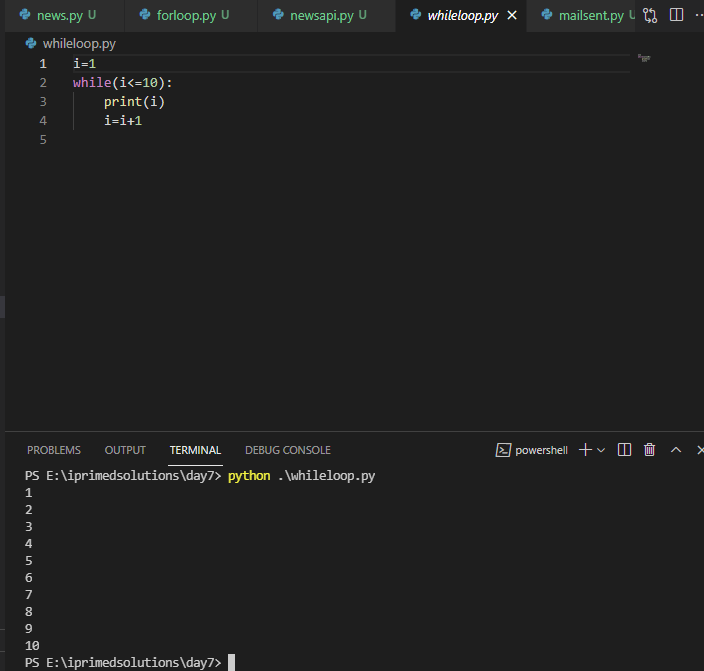 news.py U forloop.py U newsapi.py U whileloop.py mailsent.py U
whileloop.py
1 i=1
2 while(i<=10):
3     print(i)
4     i=i+1
5
PROBLEMS OUTPUT TERMINAL DEBUG CONSOLE powershell
PS E:\iprimedsolutions\day7> python .\whileloop.py
1
2
3
4
5
6
7
8
9
10
PS E:\iprimedsolutions\day7>